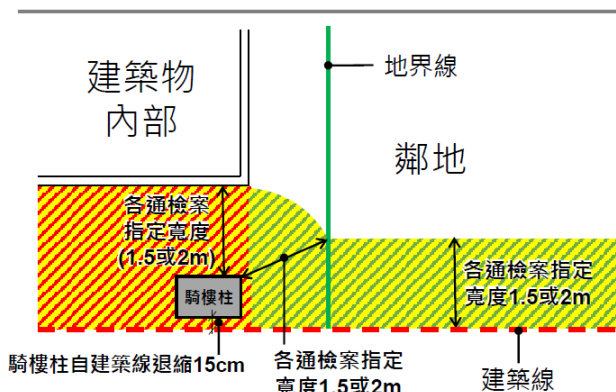 建築物
內部
地界線
鄰地
各通檢案
指定寬度
(1.5或2m)
騎樓柱
各通檢案指定
寬度1.5或2m
騎樓柱自建築線退縮15cm
各通檢案指定
寬度1.5或2m
建築線